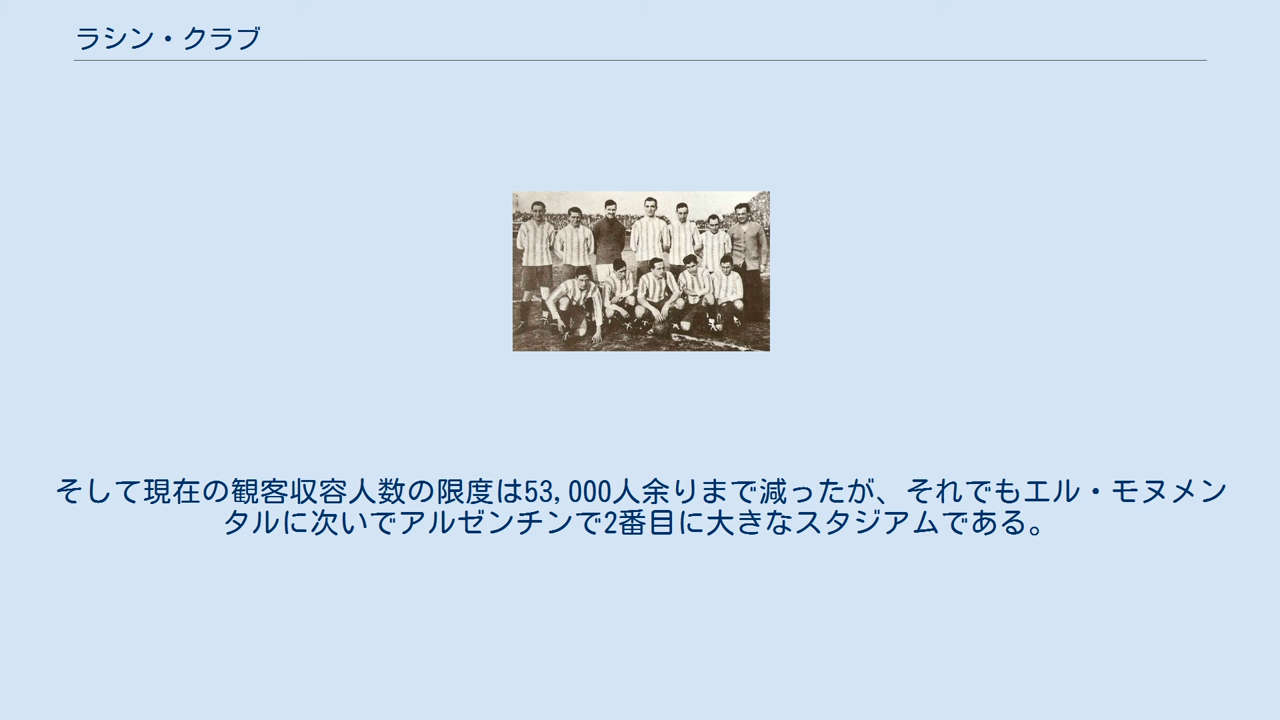 ラシン・クラブ
そして現在の観客収容人数の限度は53,000人余りまで減ったが、それでもエル・モヌメン
タルに次いでアルゼンチンで2番目に大きなスタジアムである。